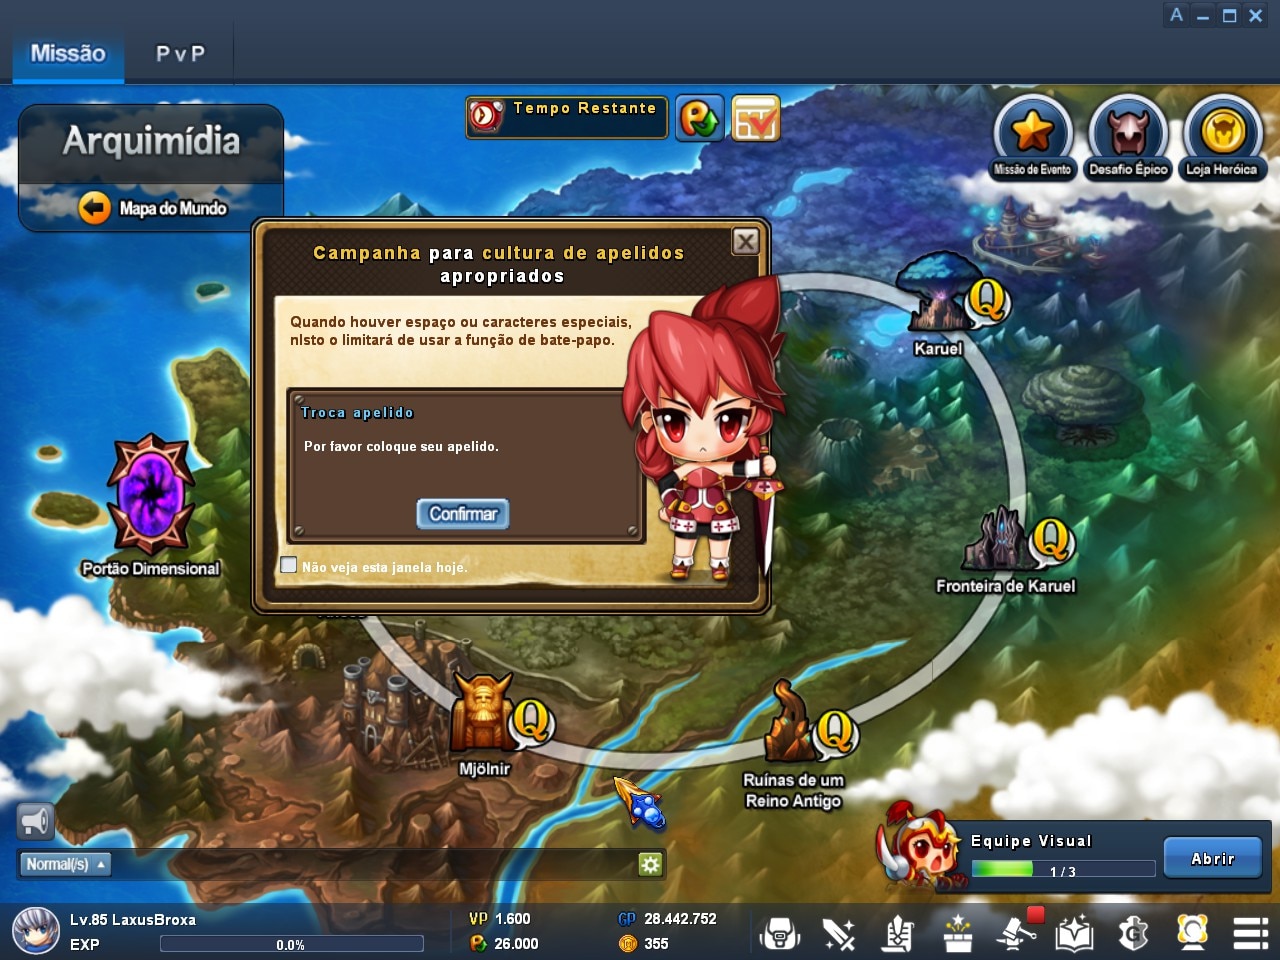 A
Missão
PvP
Arquimídia
Mapa do Mundo
Tempo Restante
Missão de Evento
Desafio Épico
Loja Heróica
Campanha para cultura de apelidos
apropriados
Quando houver espaço ou caracteres especiais,
nIsto o limitará de usar a função de bate-papo.
Troca apelido
Por favor coloque seu apelido.
Confirmar
Não veja esta janela hoje.
Q
Karuel
Q
Fronteira de Karuel
Portão Dimensional
Q
Mjölnir
Q
Ruínas de um
Reino Antigo
Equipe Visual
1 / 3
Abrir
Normal(/s)
Lv.85 LaxusBroxa
EXP
0.0%
VP 1.600
26.000
GP 28.442.752
355
G